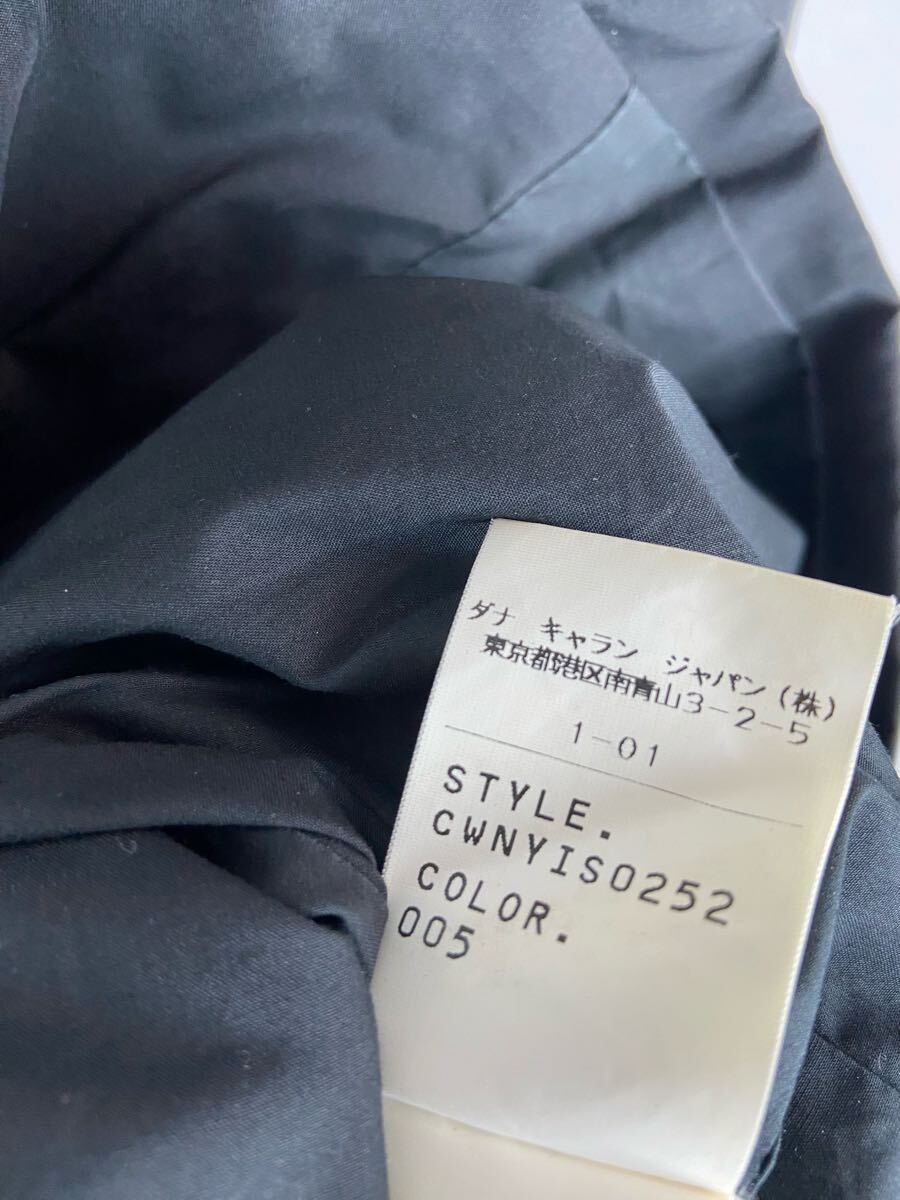 ダナ キャラン ジャパン(株)
東京都港区南青山3-2-5
1-01
STYLE.
CWNYIS0252
COLOR.
005